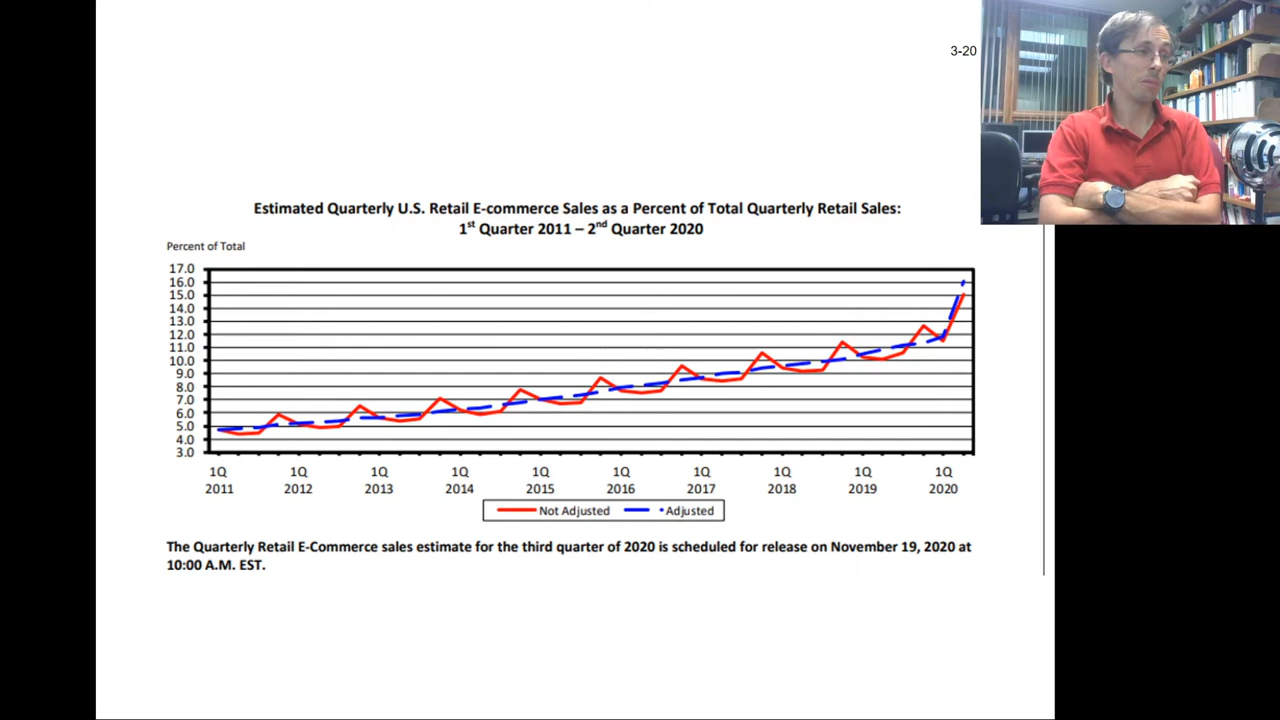 3-20
Estimated Quarterly U.S. Retail E-commerce Sales as a Percent of Total Quarterly Retail Sales:
1st Quarter 2011 – 2nd Quarter 2020
Percent of Total
17.0
16.0
15.0
14.0
13.0
12.0
11.0
10.0
9.0
8.0
7.0
6.0
5.0
4.0
3.0
1Q 1Q 1Q 1Q 1Q 1Q 1Q 1Q 1Q 1Q
2011 2012 2013 2014 2015 2016 2017 2018 2019 2020
Not Adjusted Adjusted
The Quarterly Retail E-Commerce sales estimate for the third quarter of 2020 is scheduled for release on November 19, 2020 at
10:00 A.M. EST.